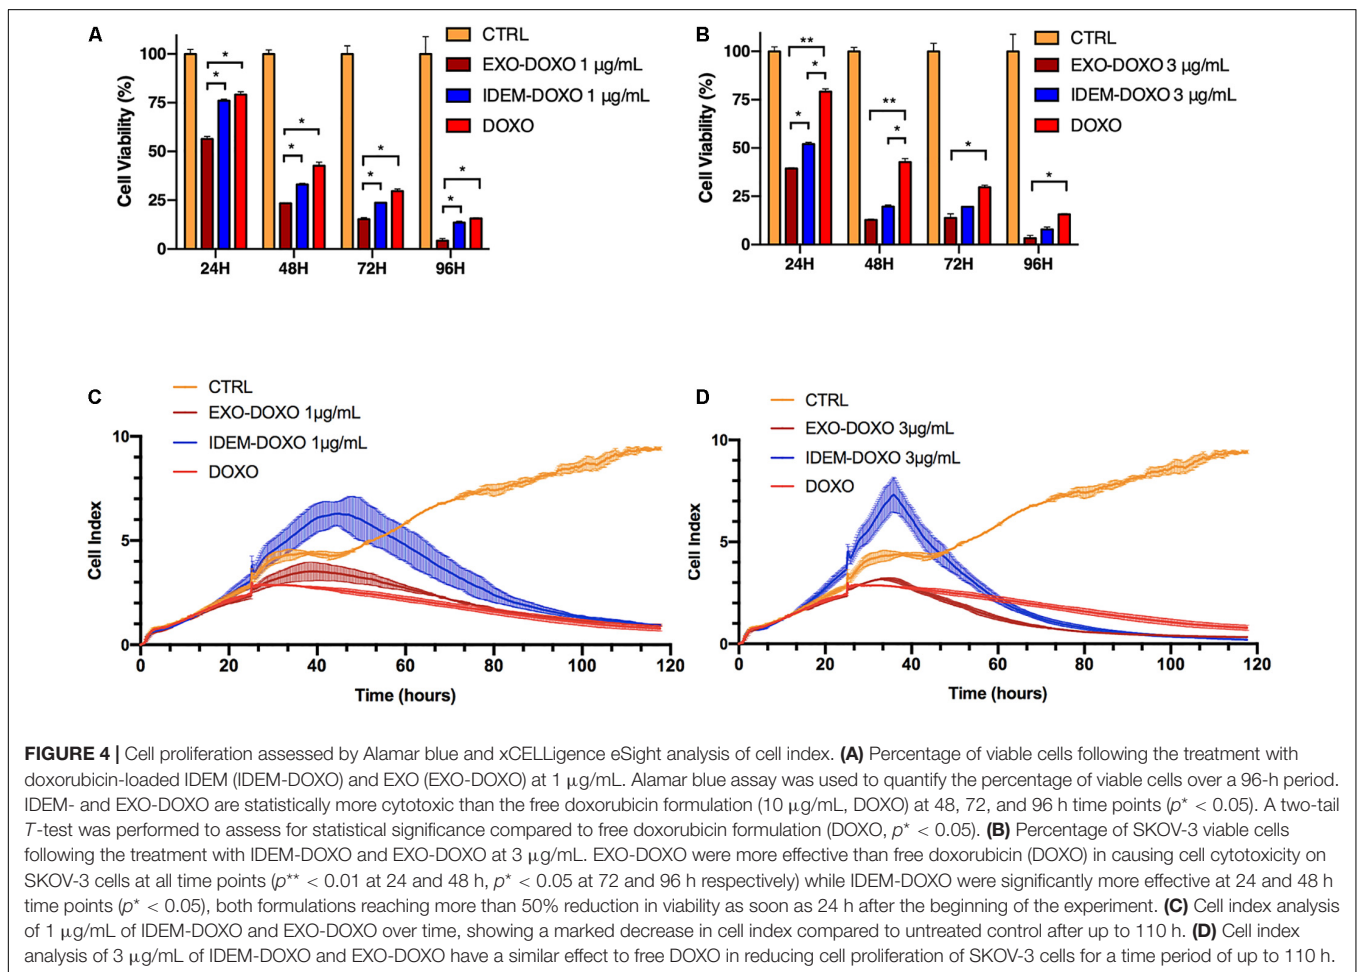 A
CTRL
EXO-DOXO 1 µg/mL
IDEM-DOXO 1 µg/mL
DOXO
Cell Viability (%)
100
75
50
25
0
* * * * * * * *
24H 48H 72H 96H
B
CTRL
EXO-DOXO 3 µg/mL
IDEM-DOXO 3 µg/mL
DOXO
Cell Viability (%)
100
75
50
25
0
** * * ** * * *
24H 48H 72H 96H
C
CTRL
EXO-DOXO 1µg/mL
IDEM-DOXO 1µg/mL
DOXO
Cell Index
10
5
0
0 20 40 60 80 100 120
Time (hours)
D
CTRL
EXO-DOXO 3µg/mL
IDEM-DOXO 3µg/mL
DOXO
Cell Index
10
5
0
0 20 40 60 80 100 120
Time (hours)
FIGURE 4 | Cell proliferation assessed by Alamar blue and xCELLigence eSight analysis of cell index. (A) Percentage of viable cells following the treatment with
doxorubicin-loaded IDEM (IDEM-DOXO) and EXO (EXO-DOXO) at 1 µg/mL. Alamar blue assay was used to quantify the percentage of viable cells over a 96-h period.
IDEM- and EXO-DOXO are statistically more cytotoxic than the free doxorubicin formulation (10 µg/mL, DOXO) at 48, 72, and 96 h time points (p* < 0.05). A two-tail
T-test was performed to assess for statistical significance compared to free doxorubicin formulation (DOXO, p* < 0.05). (B) Percentage of SKOV-3 viable cells
following the treatment with IDEM-DOXO and EXO-DOXO at 3 µg/mL. EXO-DOXO were more effective than free doxorubicin (DOXO) in causing cell cytotoxicity on
SKOV-3 cells at all time points (p** < 0.01 at 24 and 48 h, p* < 0.05 at 72 and 96 h respectively) while IDEM-DOXO were significantly more effective at 24 and 48 h
time points (p* < 0.05), both formulations reaching more than 50% reduction in viability as soon as 24 h after the beginning of the experiment. (C) Cell index analysis
of 1 µg/mL of IDEM-DOXO and EXO-DOXO over time, showing a marked decrease in cell index compared to untreated control after up to 110 h. (D) Cell index
analysis of 3 µg/mL of IDEM-DOXO and EXO-DOXO have a similar effect to free DOXO in reducing cell proliferation of SKOV-3 cells for a time period of up to 110 h.